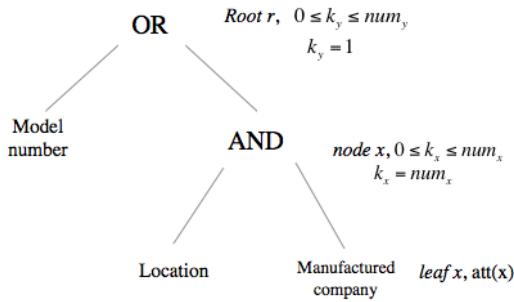 OR
Root r, 0 ≤ k_y ≤ num_y
k_y = 1
Model
number
AND
node x, 0 ≤ k_x ≤ num_x
k_x = num_x
Location
Manufactured
company
leaf x, att(x)